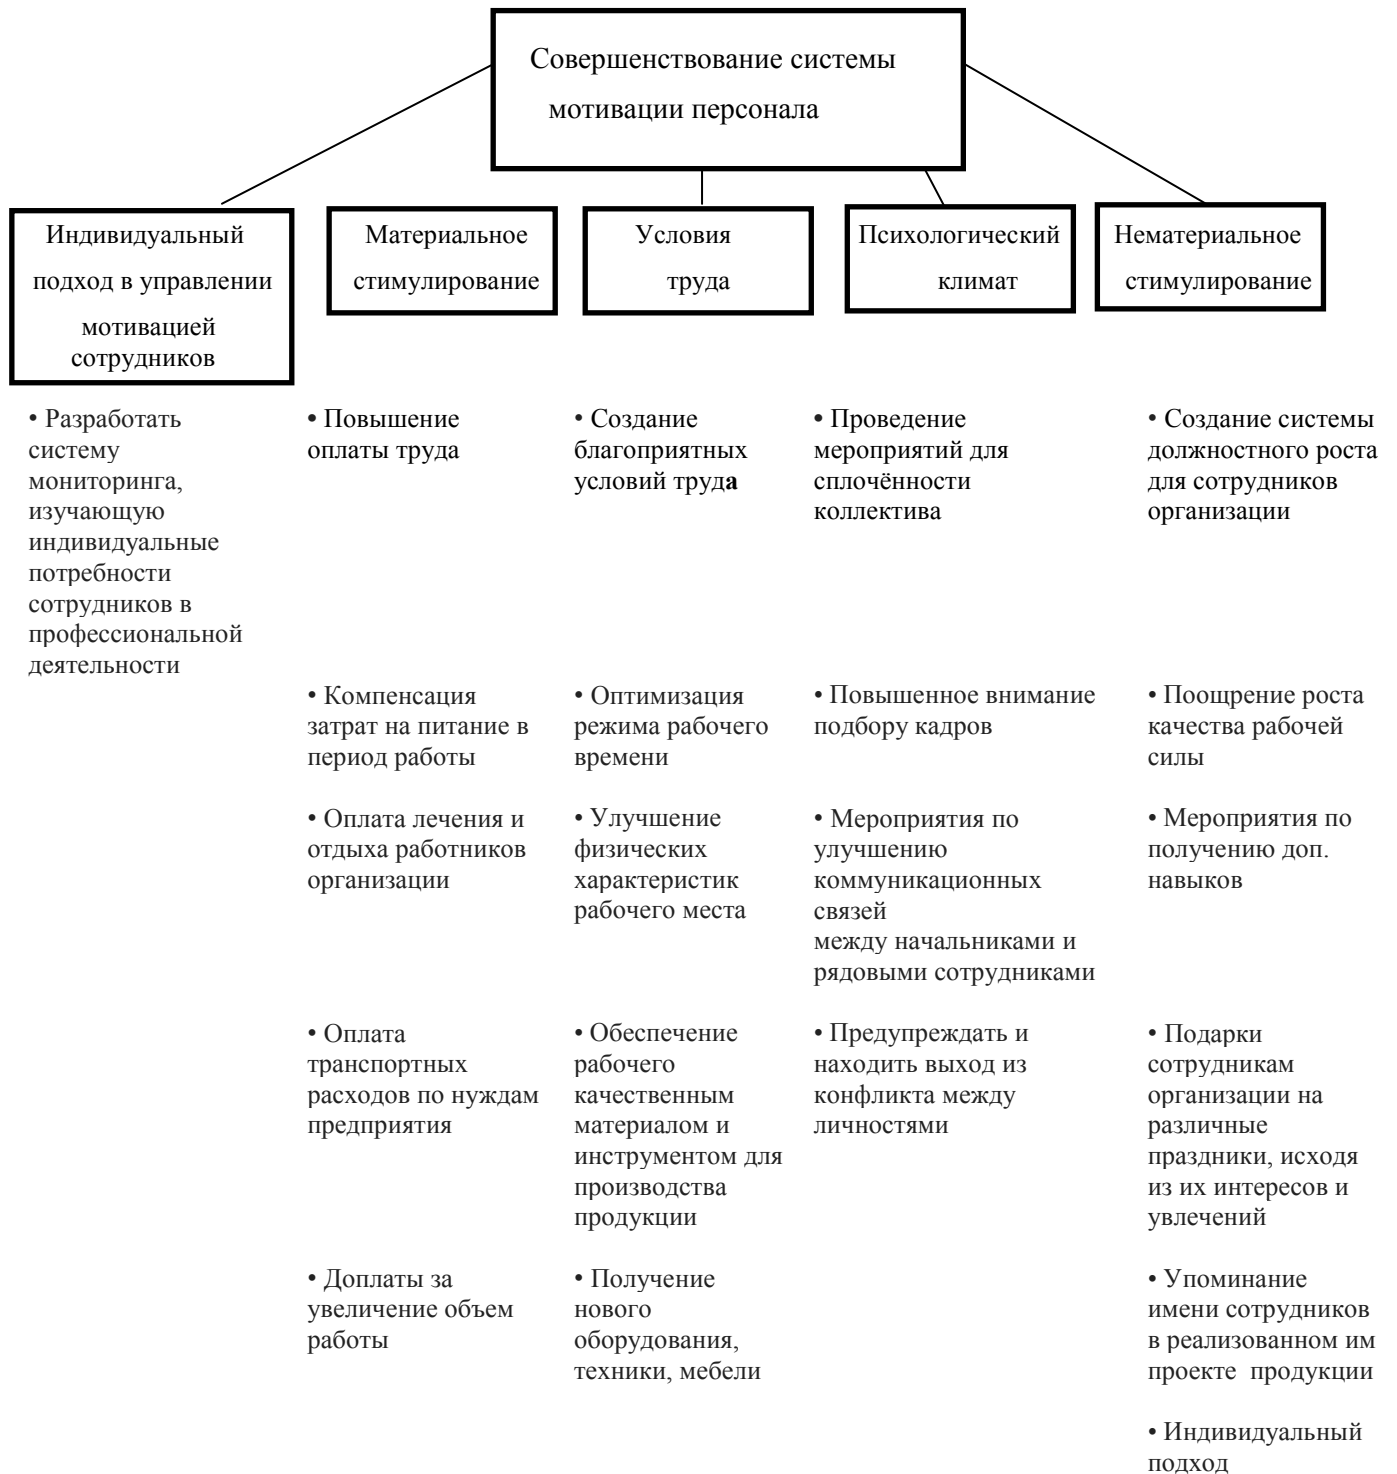 Совершенствование системы
мотивации персонала
Индивидуальный
подход в управлении
мотивацией
сотрудников
Материальное
стимулирование
Условия
труда
Психологический
климат
Нематериальное
стимулирование
• Разработать
систему
мониторинга,
изучающую
индивидуальные
потребности
сотрудников в
профессиональной
деятельности
• Повышение
оплаты труда
• Создание
благоприятных
условий труда
• Проведение
мероприятий для
сплочённости
коллектива
• Создание системы
должностного роста
для сотрудников
организации
• Компенсация
затрат на питание в
период работы
• Оптимизация
режима рабочего
времени
• Повышенное внимание
подбору кадров
• Поощрение роста
качества рабочей
силы
• Оплата лечения и
отдыха работников
организации
• Улучшение
физических
характеристик
рабочего места
• Мероприятия по
улучшению
коммуникационных
связей
между начальниками и
рядовыми сотрудниками
• Мероприятия по
получению доп.
навыков
• Оплата
транспортных
расходов по нуждам
предприятия
• Обеспечение
рабочего
качественным
материалом и
инструментом для
производства
продукции
• Предупреждать и
находить выход из
конфликта между
личностями
• Подарки
сотрудникам
организации на
различные
праздники, исходя
из их интересов и
увлечений
• Доплаты за
увеличение объем
работы
• Получение
нового
оборудования,
техники, мебели
• Упоминание
имени сотрудников
в реализованном им
проекте продукции
• Индивидуальный
подход